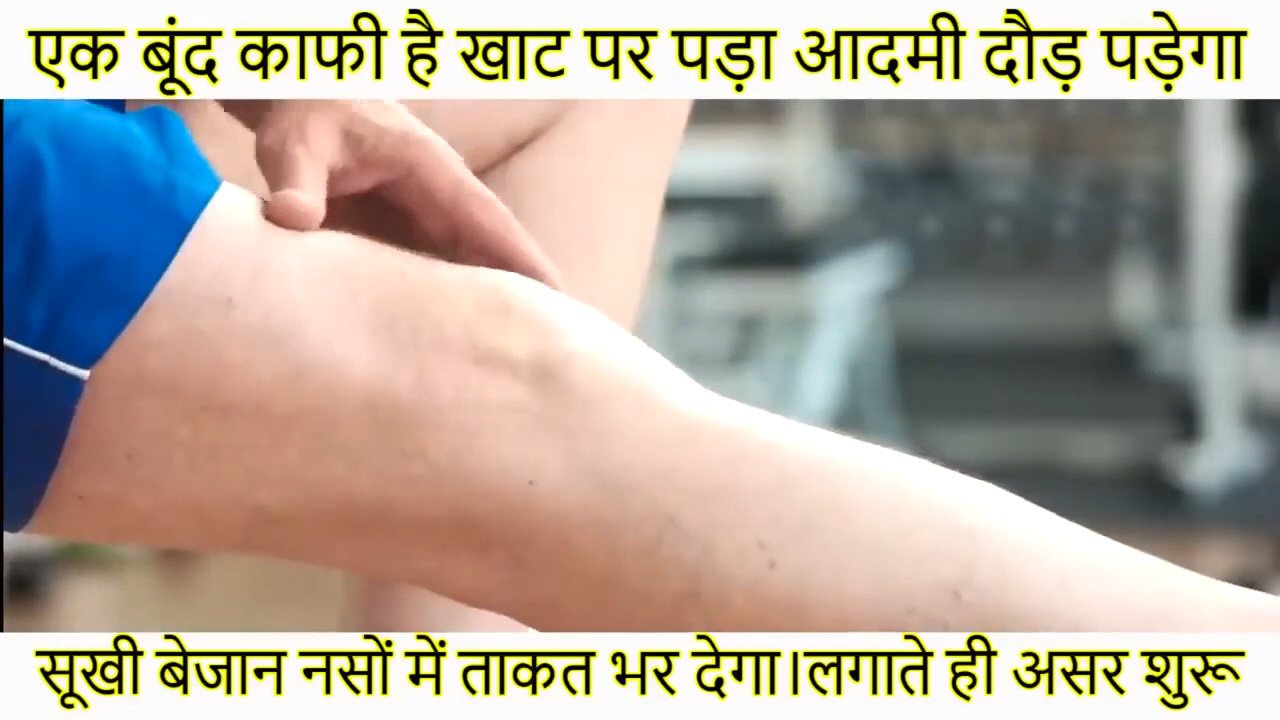 एक बूंद काफी है खाट पर पड़ा आदमी दौड़ पड़ेगा
सूखी बेजान नसों में ताकत भर देगा।लगाते ही असर शुरू